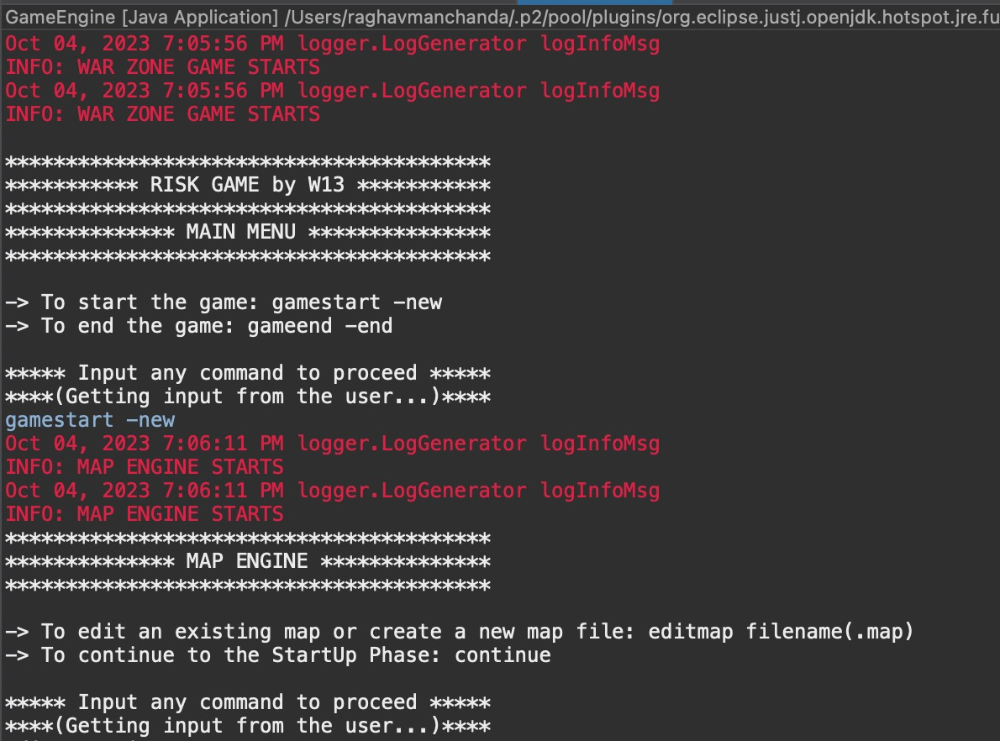 GameEngine [Java Application] /Users/raghavmanchanda/.p2/pool/plugins/org.eclipse.justj.openjdk.hotspot.jre.fu
Oct 04, 2023 7:05:56 PM logger.LogGenerator logInfoMsg
INFO: WAR ZONE GAME STARTS
Oct 04, 2023 7:05:56 PM logger.LogGenerator logInfoMsg
INFO: WAR ZONE GAME STARTS
****************************************
*********** RISK GAME by W13 ***********
****************************************
************** MAIN MENU ***************
****************************************
-> To start the game: gamestart -new
-> To end the game: gameend -end
***** Input any command to proceed *****
****(Getting input from the user...)****
gamestart -new
Oct 04, 2023 7:06:11 PM logger.LogGenerator logInfoMsg
INFO: MAP ENGINE STARTS
Oct 04, 2023 7:06:11 PM logger.LogGenerator logInfoMsg
INFO: MAP ENGINE STARTS
****************************************
************** MAP ENGINE **************
****************************************
-> To edit an existing map or create a new map file: editmap filename(.map)
-> To continue to the StartUp Phase: continue
***** Input any command to proceed *****
****(Getting input from the user...)****